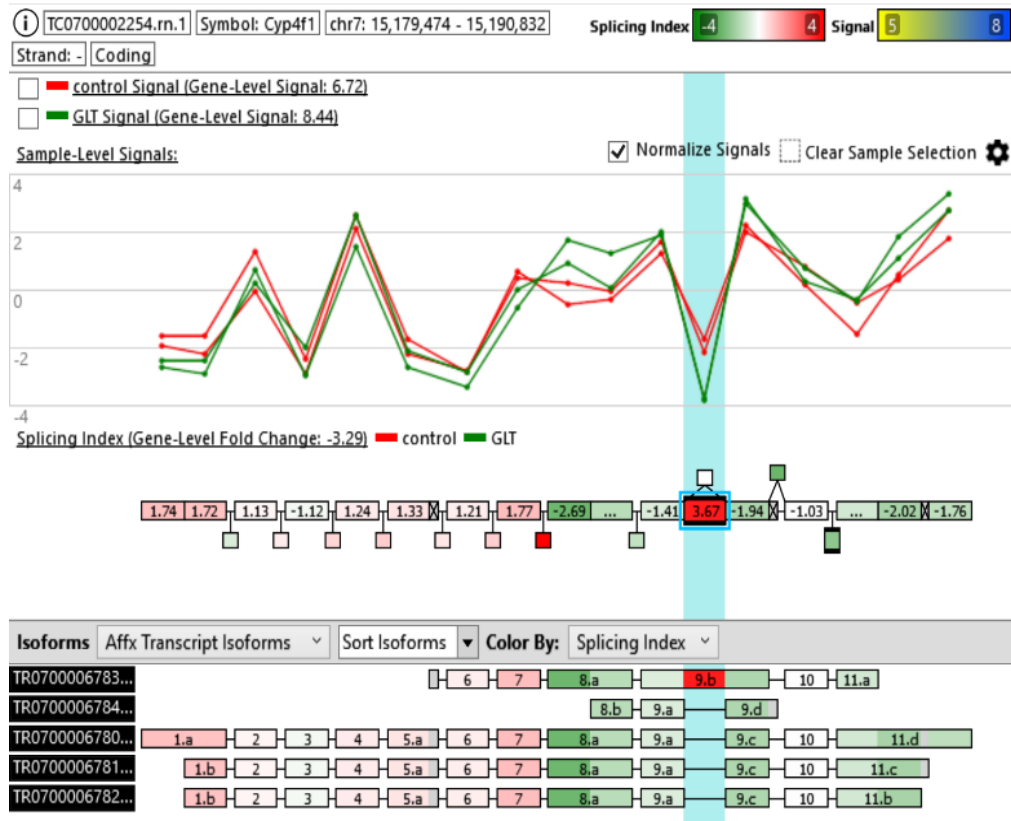 TC0700002254.rn.1 Symbol: Cyp4f1 chr7: 15,179,474 - 15,190,832 Splicing Index -4 4 Signal 5 8
Strand: - Coding
control Signal (Gene-Level Signal: 6.72)
GLT Signal (Gene-Level Signal: 8.44)
Sample-Level Signals: Normalize Signals Clear Sample Selection
4
2
0
-2
-4
Splicing Index (Gene-Level Fold Change: -3.29) control GLT
1.74 1.72 1.13 -1.12 1.24 1.33 1.21 1.77 -2.69 ... -1.41 3.67 -1.94 -1.03 ... -2.02 -1.76
Isoforms Affx Transcript Isoforms Sort Isoforms Color By: Splicing Index
TR0700006783... 6 7 8.a 9.b 10 11.a
TR0700006784... 8.b 9.a 9.d
TR0700006780... 1.a 2 3 4 5.a 6 7 8.a 9.a 9.c 10 11.d
TR0700006781... 1.b 2 3 4 5.a 6 7 8.a 9.a 9.c 10 11.c
TR0700006782... 1.b 2 3 4 5.a 6 7 8.a 9.a 9.c 10 11.b